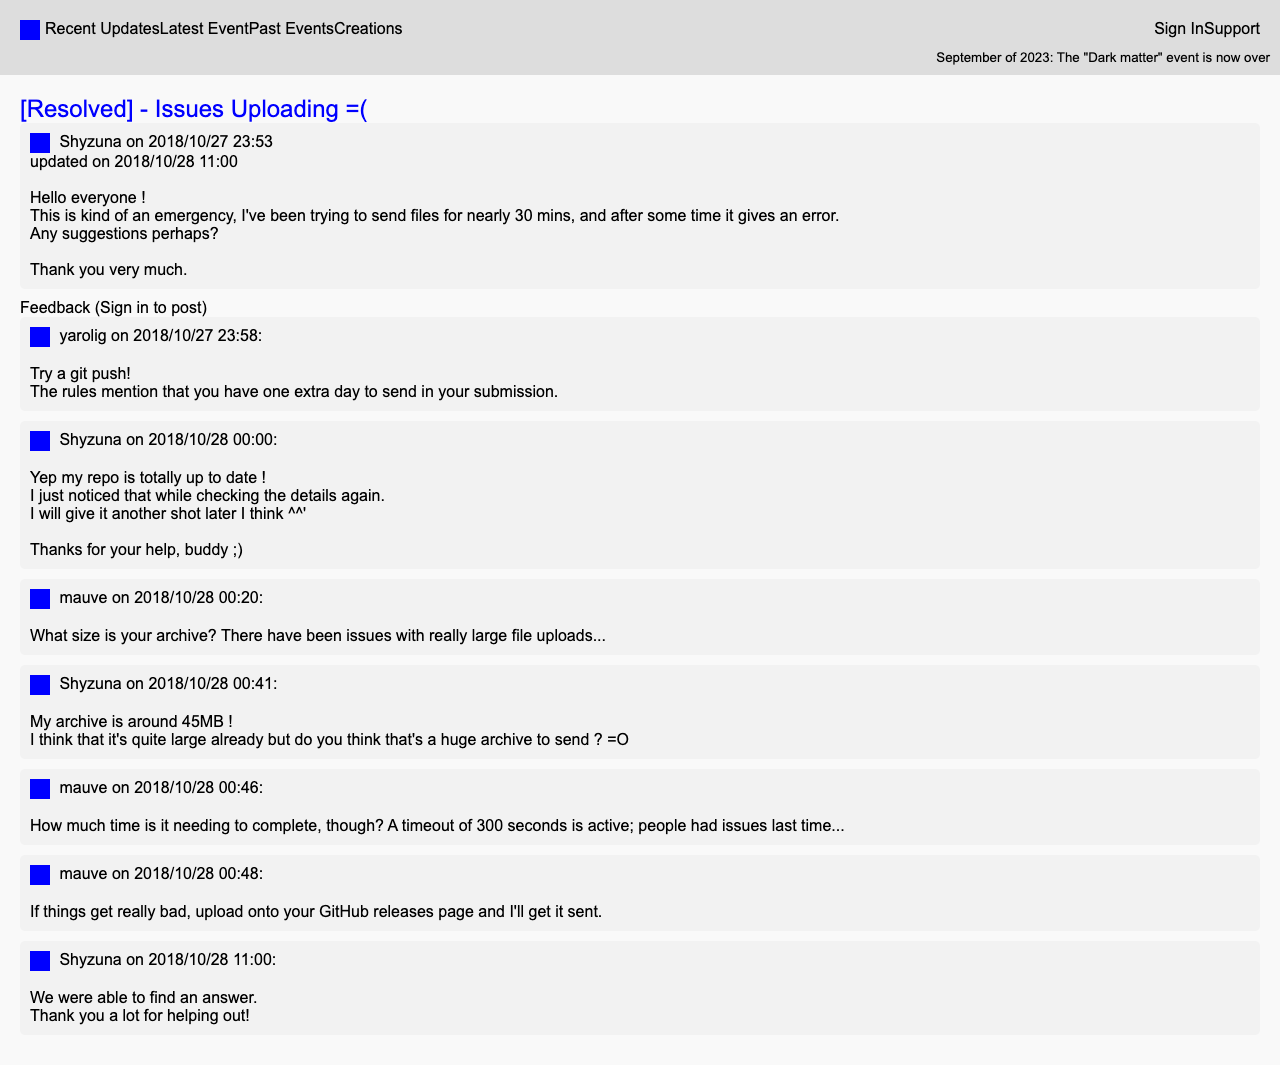 Recent UpdatesLatest EventPast EventsCreations
Sign InSupport
September of 2023: The "Dark matter" event is now over
[Resolved] - Issues Uploading =(
Shyzuna on 2018/10/27 23:53
updated on 2018/10/28 11:00
Hello everyone !
This is kind of an emergency, I've been trying to send files for nearly 30 mins, and after some time it gives an error.
Any suggestions perhaps?
Thank you very much.
Feedback (Sign in to post)
yarolig on 2018/10/27 23:58:
Try a git push!
The rules mention that you have one extra day to send in your submission.
Shyzuna on 2018/10/28 00:00:
Yep my repo is totally up to date !
I just noticed that while checking the details again.
I will give it another shot later I think ^^'
Thanks for your help, buddy ;)
mauve on 2018/10/28 00:20:
What size is your archive? There have been issues with really large file uploads...
Shyzuna on 2018/10/28 00:41:
My archive is around 45MB !
I think that it's quite large already but do you think that's a huge archive to send ? =O
mauve on 2018/10/28 00:46:
How much time is it needing to complete, though? A timeout of 300 seconds is active; people had issues last time...
mauve on 2018/10/28 00:48:
If things get really bad, upload onto your GitHub releases page and I'll get it sent.
Shyzuna on 2018/10/28 11:00:
We were able to find an answer.
Thank you a lot for helping out!